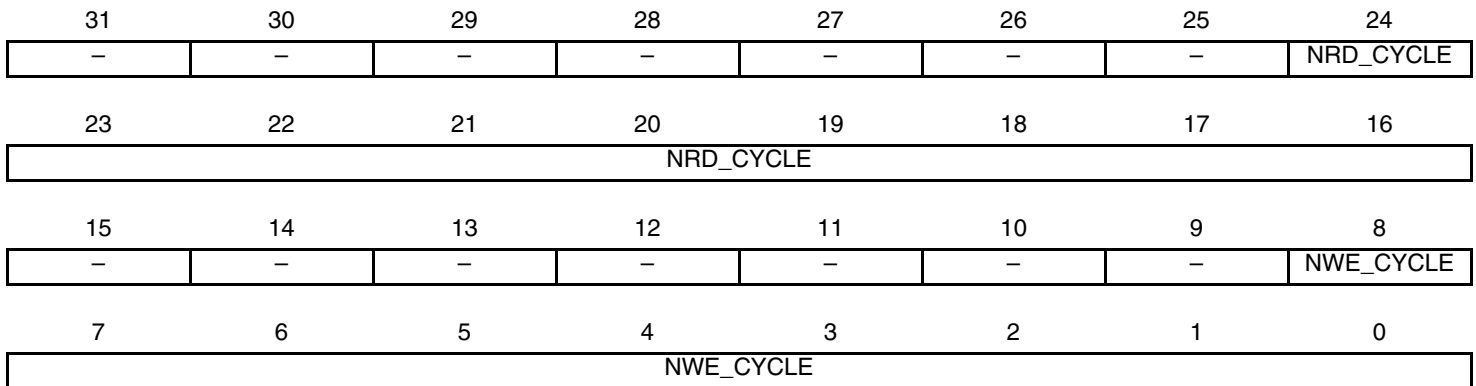 31 30 29 28 27 26 25 24
– – – – – – – NRD_CYCLE
23 22 21 20 19 18 17 16
NRD_CYCLE
15 14 13 12 11 10 9 8
– – – – – – – NWE_CYCLE
7 6 5 4 3 2 1 0
NWE_CYCLE